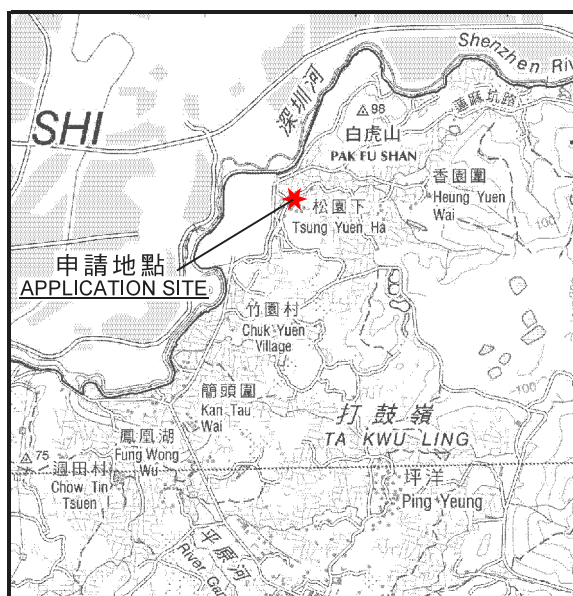 Shenzhen Riv
深圳河
98
蓮麻坑路
SHI
白虎山
PAK FU SHAN
香園圍
Heung Yuen
Wai
100
松園下
Tsung Yuen Ha
申請地點
APPLICATION SITE
竹園村
Chuk Yuen
Village
簡頭圍
Kan Tau
Wai
100
打鼓嶺
TA KWU LING
鳳凰湖
Fung Wong
Wu
75
週田村
Chow Tin
Tsuen
坪洋
Ping Yeung
平原河
River Gan